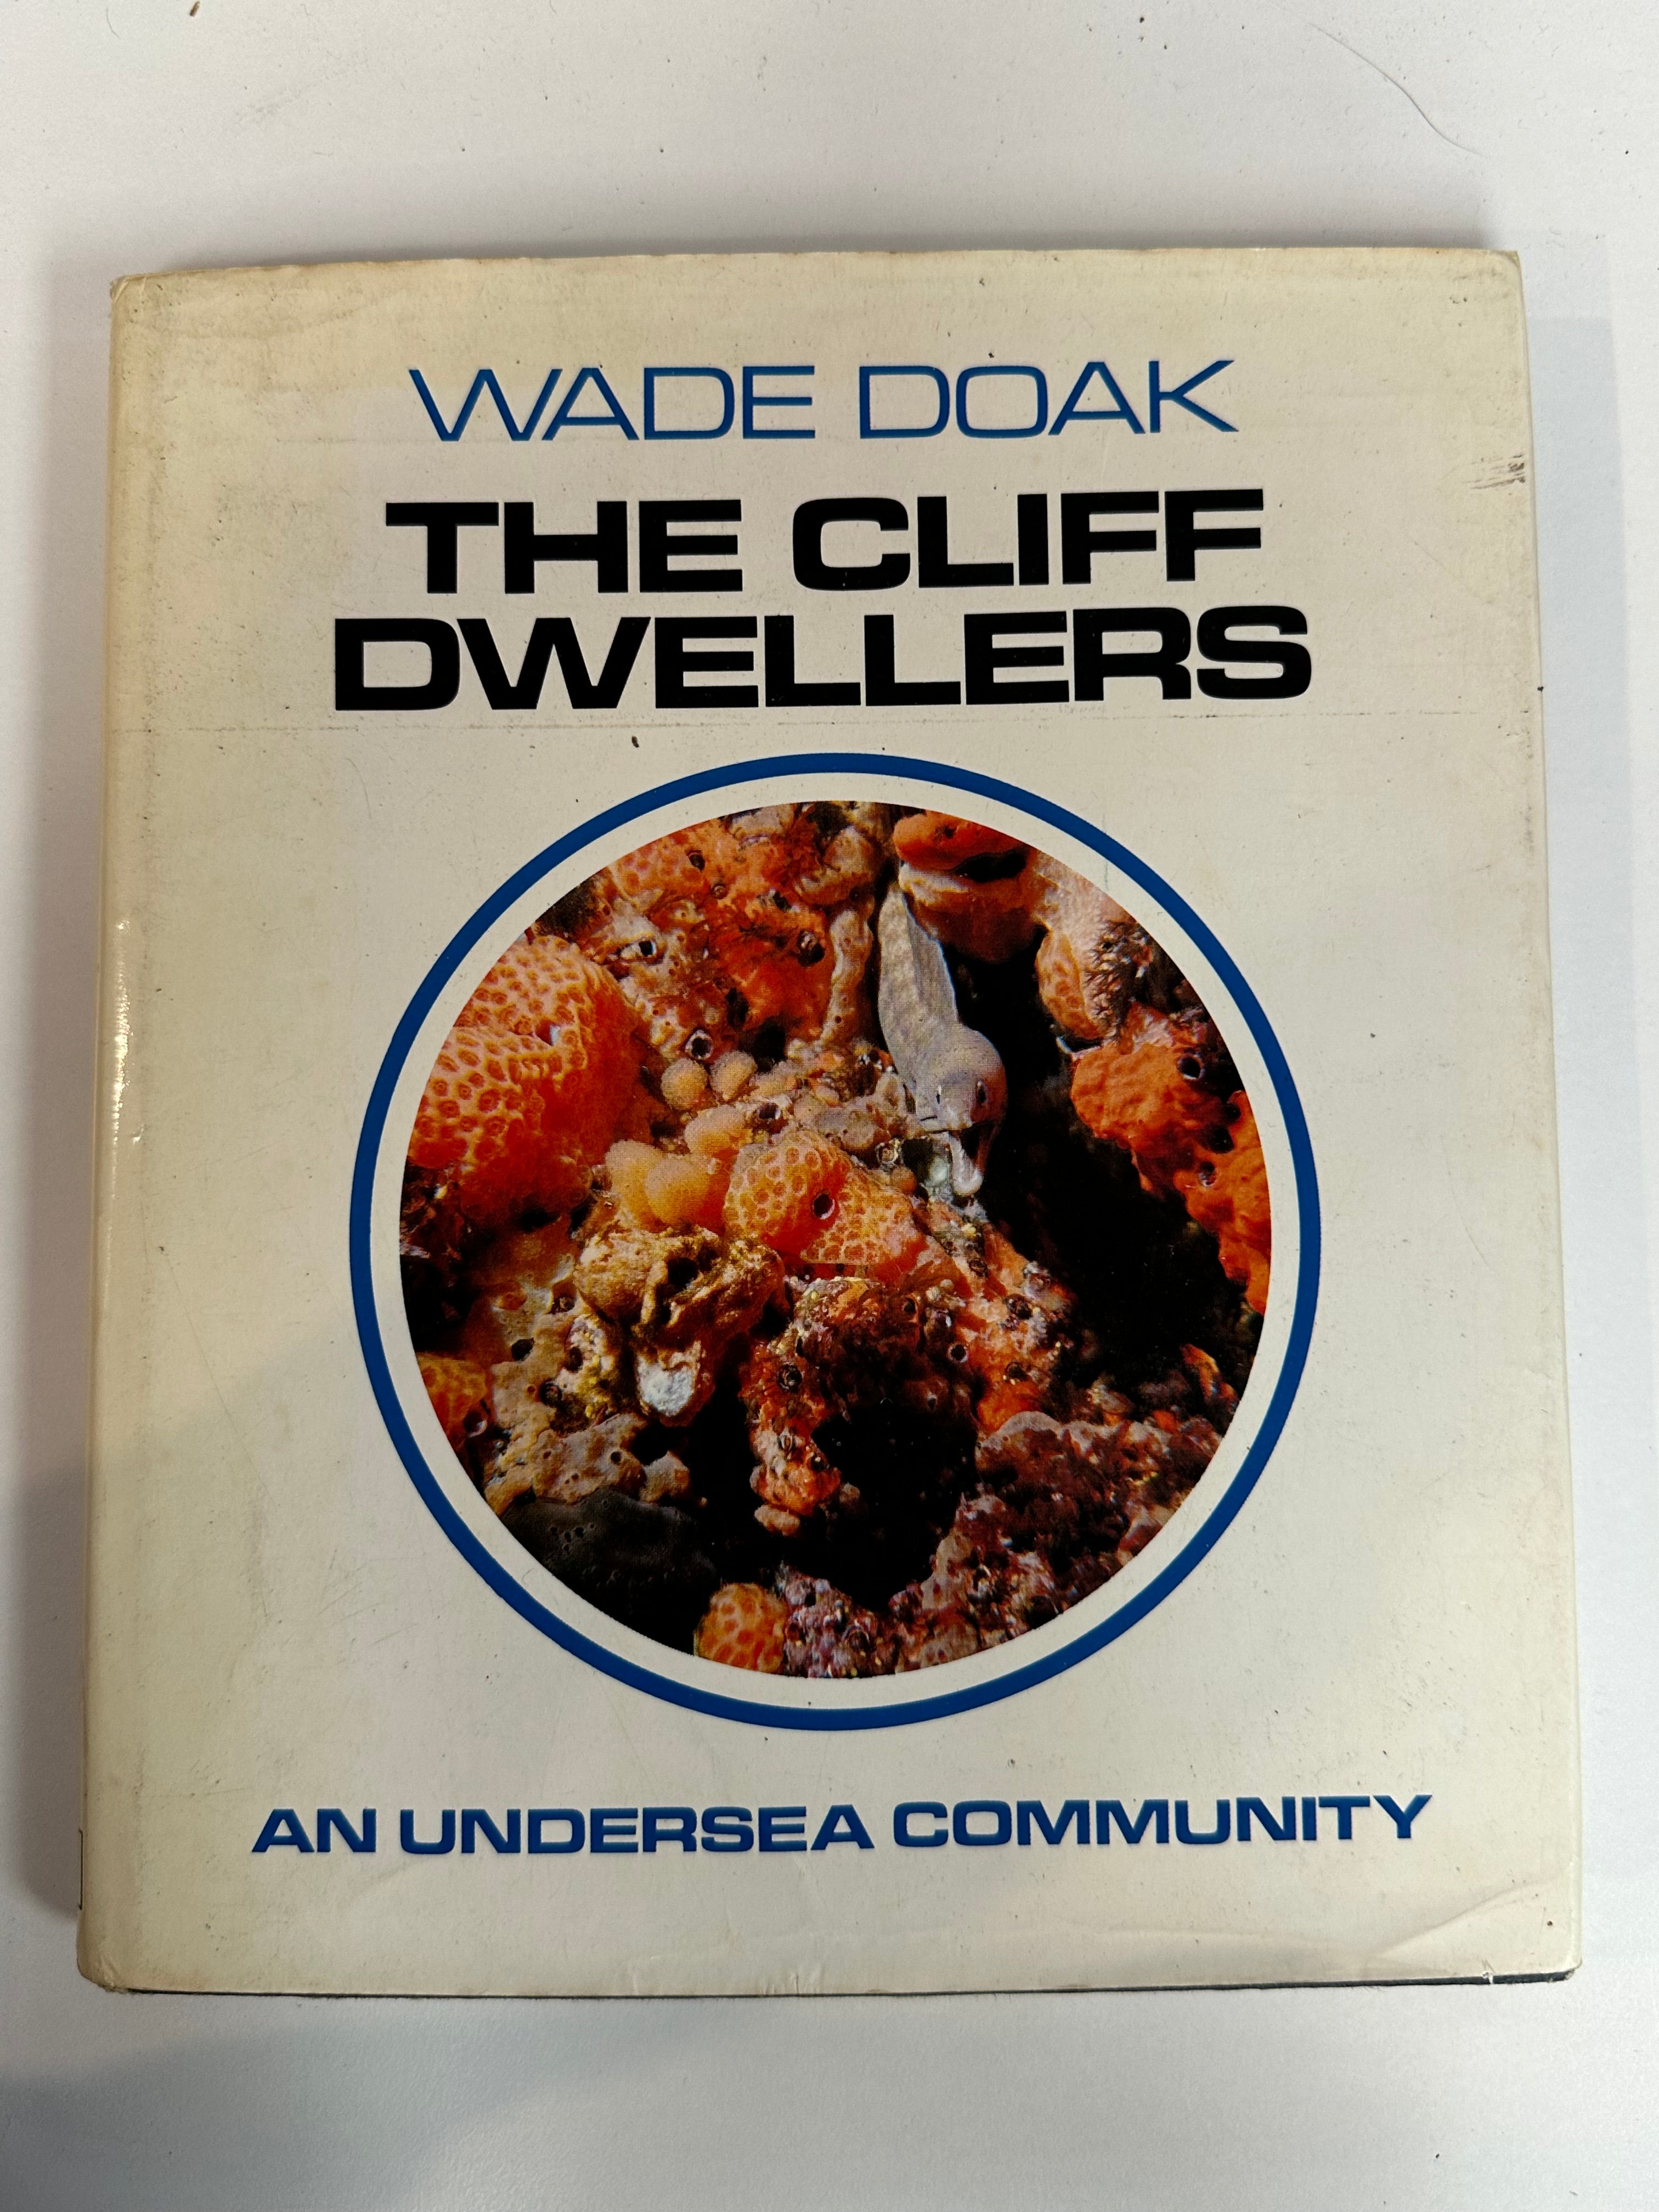 WADE DOAK
THE CLIFF
DWELLERS
AN UNDERSEA COMMUNITY